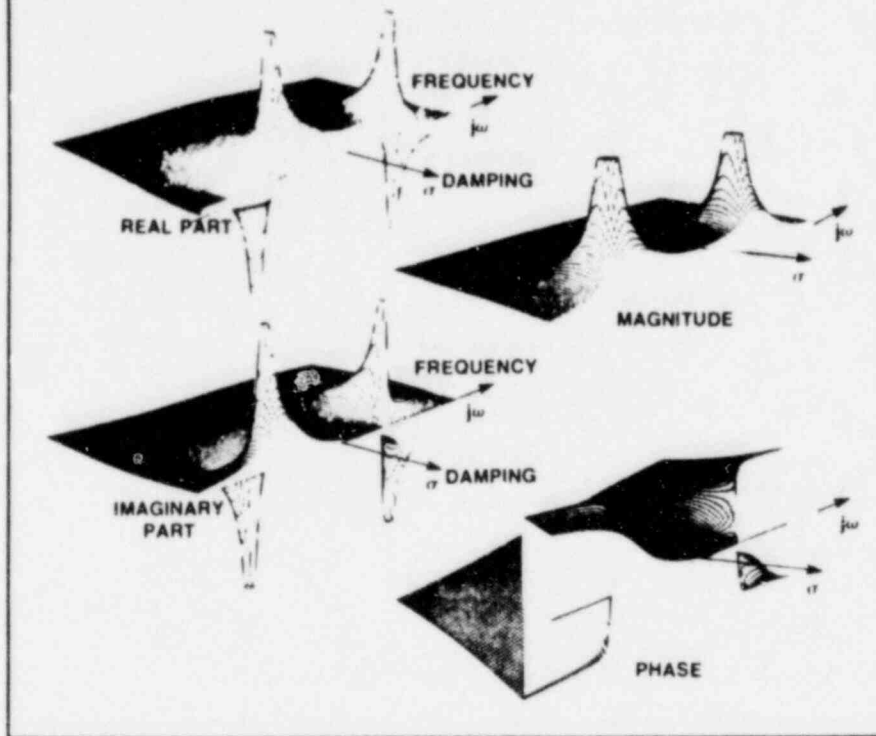 FREQUENCY
jω
σ DAMPING
REAL PART
jω
σ
MAGNITUDE
FREQUENCY
jω
σ DAMPING
IMAGINARY
PART
jω
σ
PHASE